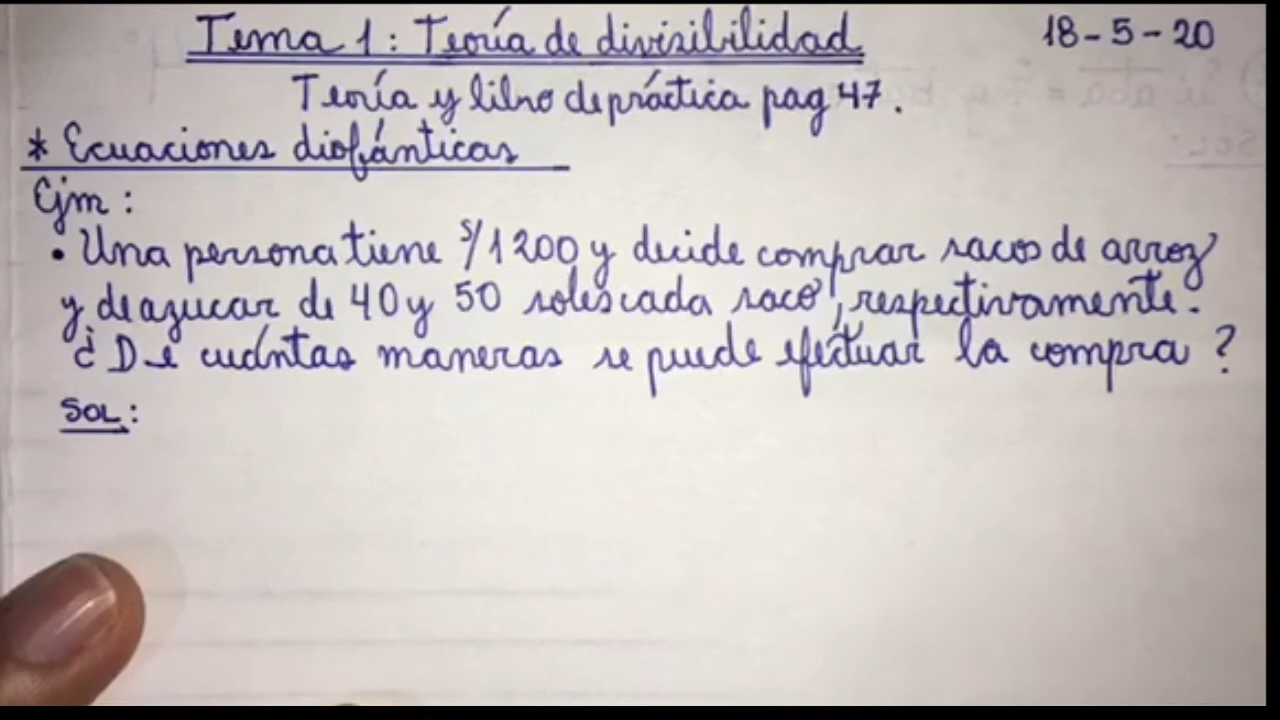 Tema 1: Teoría de divisibilidad 18-5-20
Teoría y libro de práctica pag 47.
* Ecuaciones diofánticas
Ejm:
• Una persona tiene S/1200 y decide comprar sacos de arroz
y de azucar de 40 y 50 soles cada saco, respectivamente.
¿De cuántas maneras se puede efectuar la compra?
SOL: